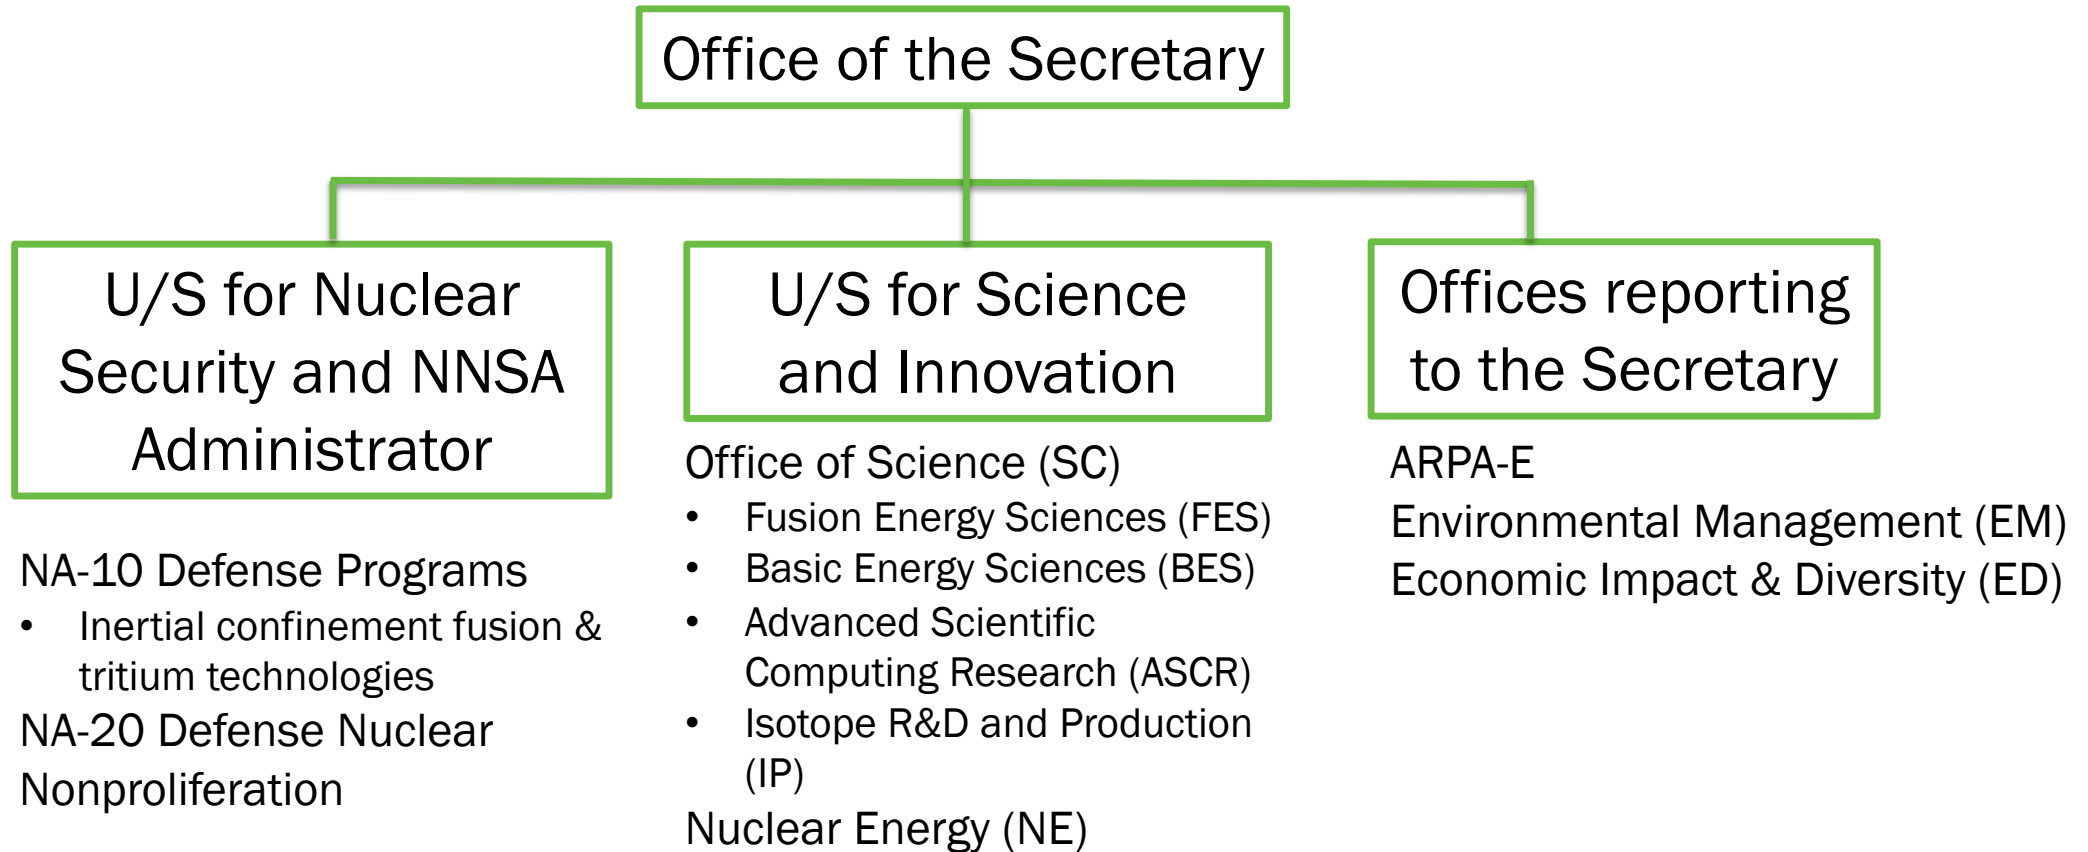 Office of the Secretary
U/S for Nuclear
Security and NNSA
Administrator
NA-10 Defense Programs
• Inertial confinement fusion &
tritium technologies
NA-20 Defense Nuclear
Nonproliferation
U/S for Science
and Innovation
Office of Science (SC)
• Fusion Energy Sciences (FES)
• Basic Energy Sciences (BES)
• Advanced Scientific
Computing Research (ASCR)
• Isotope R&D and Production
(IP)
Nuclear Energy (NE)
Offices reporting
to the Secretary
ARPA-E
Environmental Management (EM)
Economic Impact & Diversity (ED)